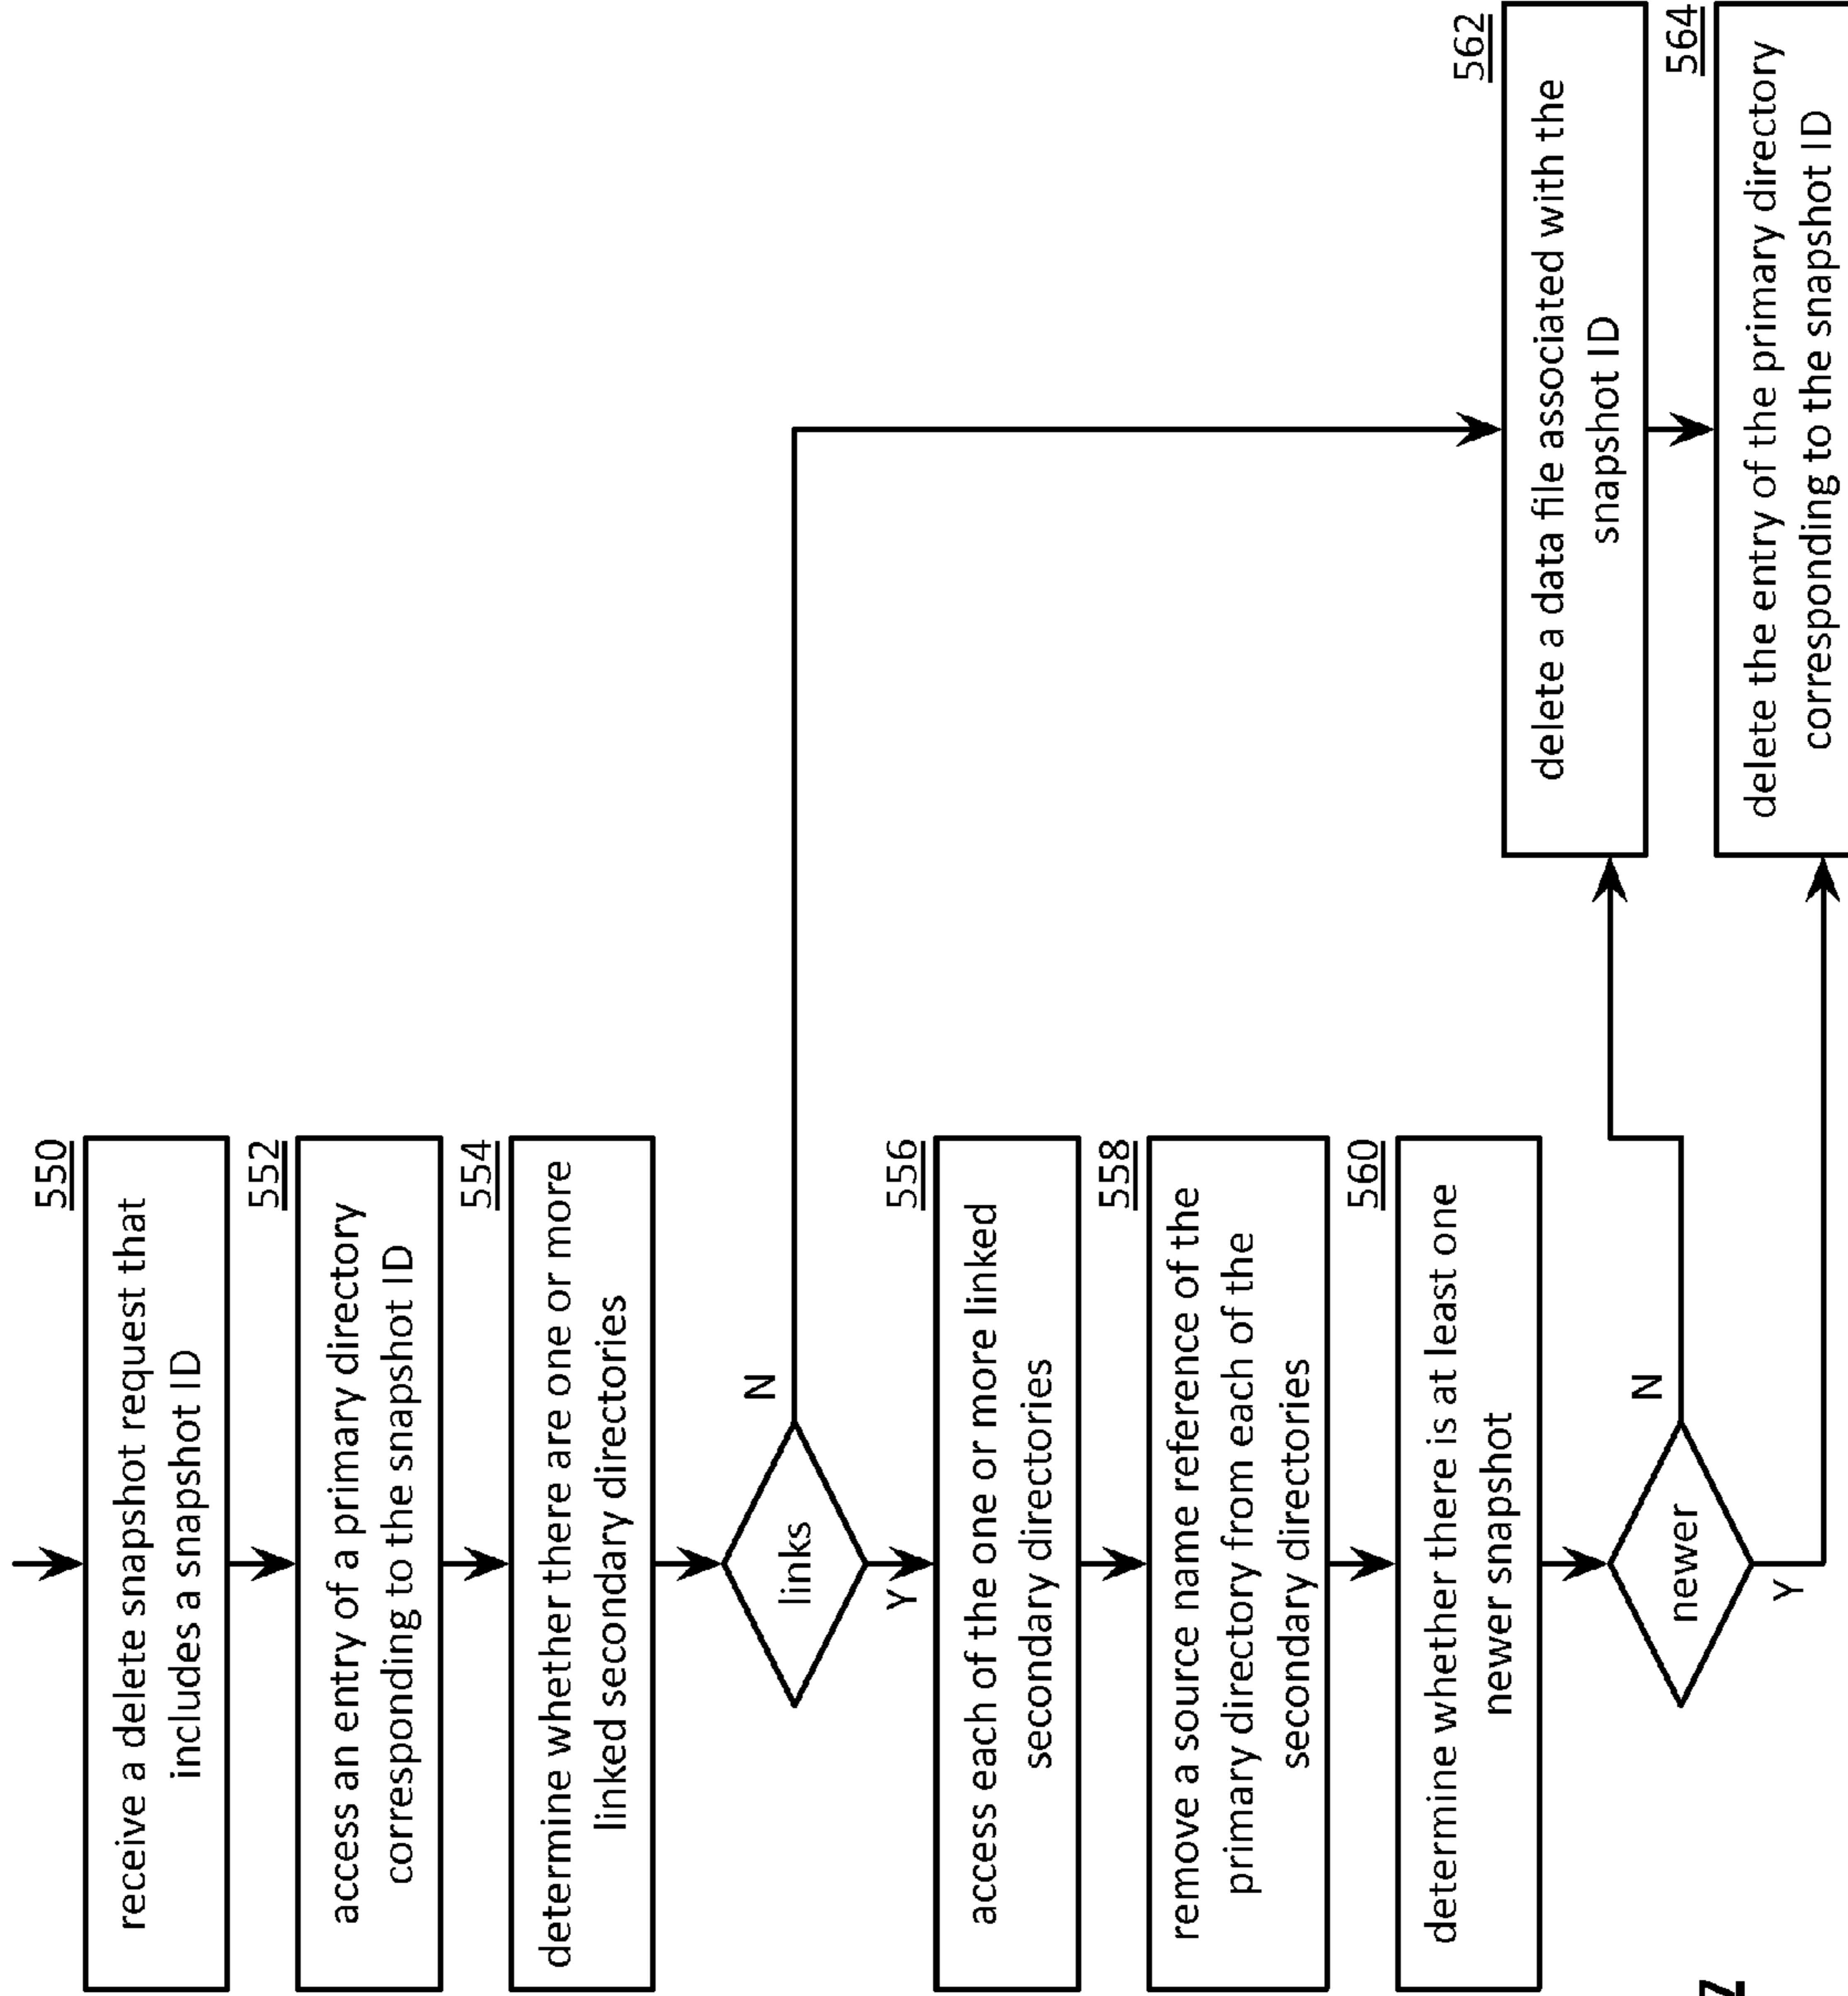 550
receive a delete snapshot request that
includes a snapshot ID
552
access an entry of a primary directory
corresponding to the snapshot ID
554
determine whether there are one or more
linked secondary directories
links
N
Y
556
access each of the one or more linked
secondary directories
558
remove a source name reference of the
primary directory from each of the
secondary directories
560
determine whether there is at least one
newer snapshot
newer
N
Y
562
delete a data file associated with the
snapshot ID
564
delete the entry of the primary directory
corresponding to the snapshot ID